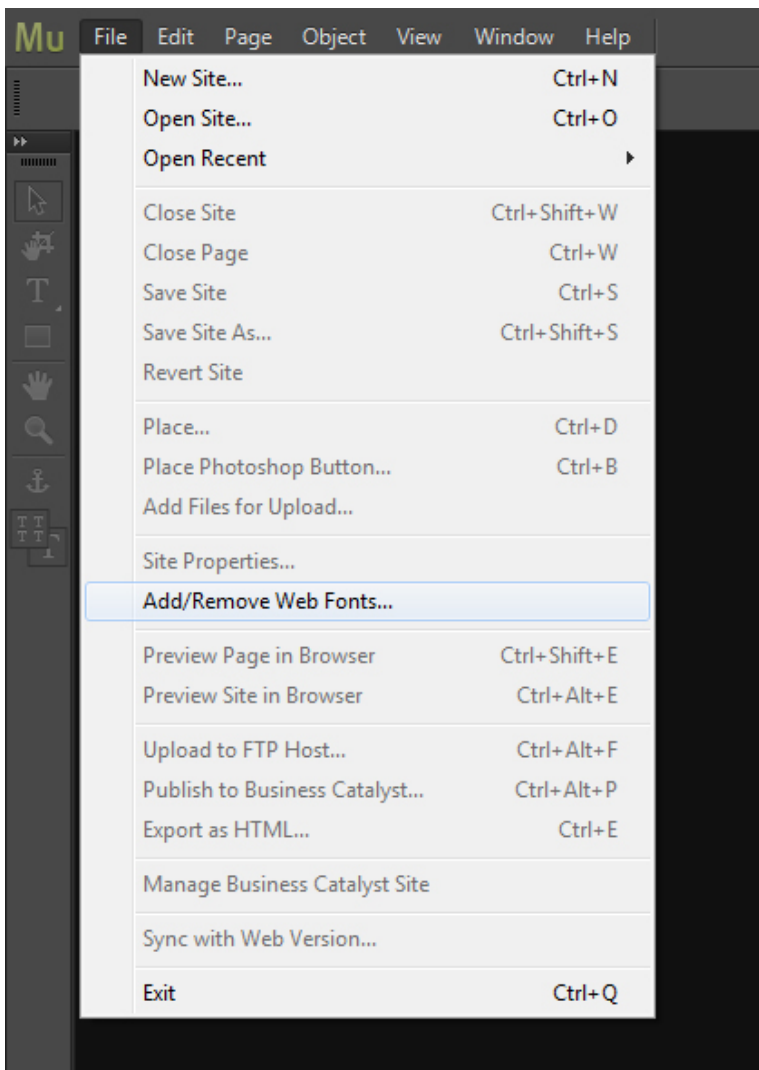 Mu File Edit Page Object View Window Help
New Site... Ctrl+N
Open Site... Ctrl+O
Open Recent
Close Site Ctrl+Shift+W
Close Page Ctrl+W
Save Site Ctrl+S
Save Site As... Ctrl+Shift+S
Revert Site
Place... Ctrl+D
Place Photoshop Button... Ctrl+B
Add Files for Upload...
Site Properties...
Add/Remove Web Fonts...
Preview Page in Browser Ctrl+Shift+E
Preview Site in Browser Ctrl+Alt+E
Upload to FTP Host... Ctrl+Alt+F
Publish to Business Catalyst... Ctrl+Alt+P
Export as HTML... Ctrl+E
Manage Business Catalyst Site
Sync with Web Version...
Exit Ctrl+Q